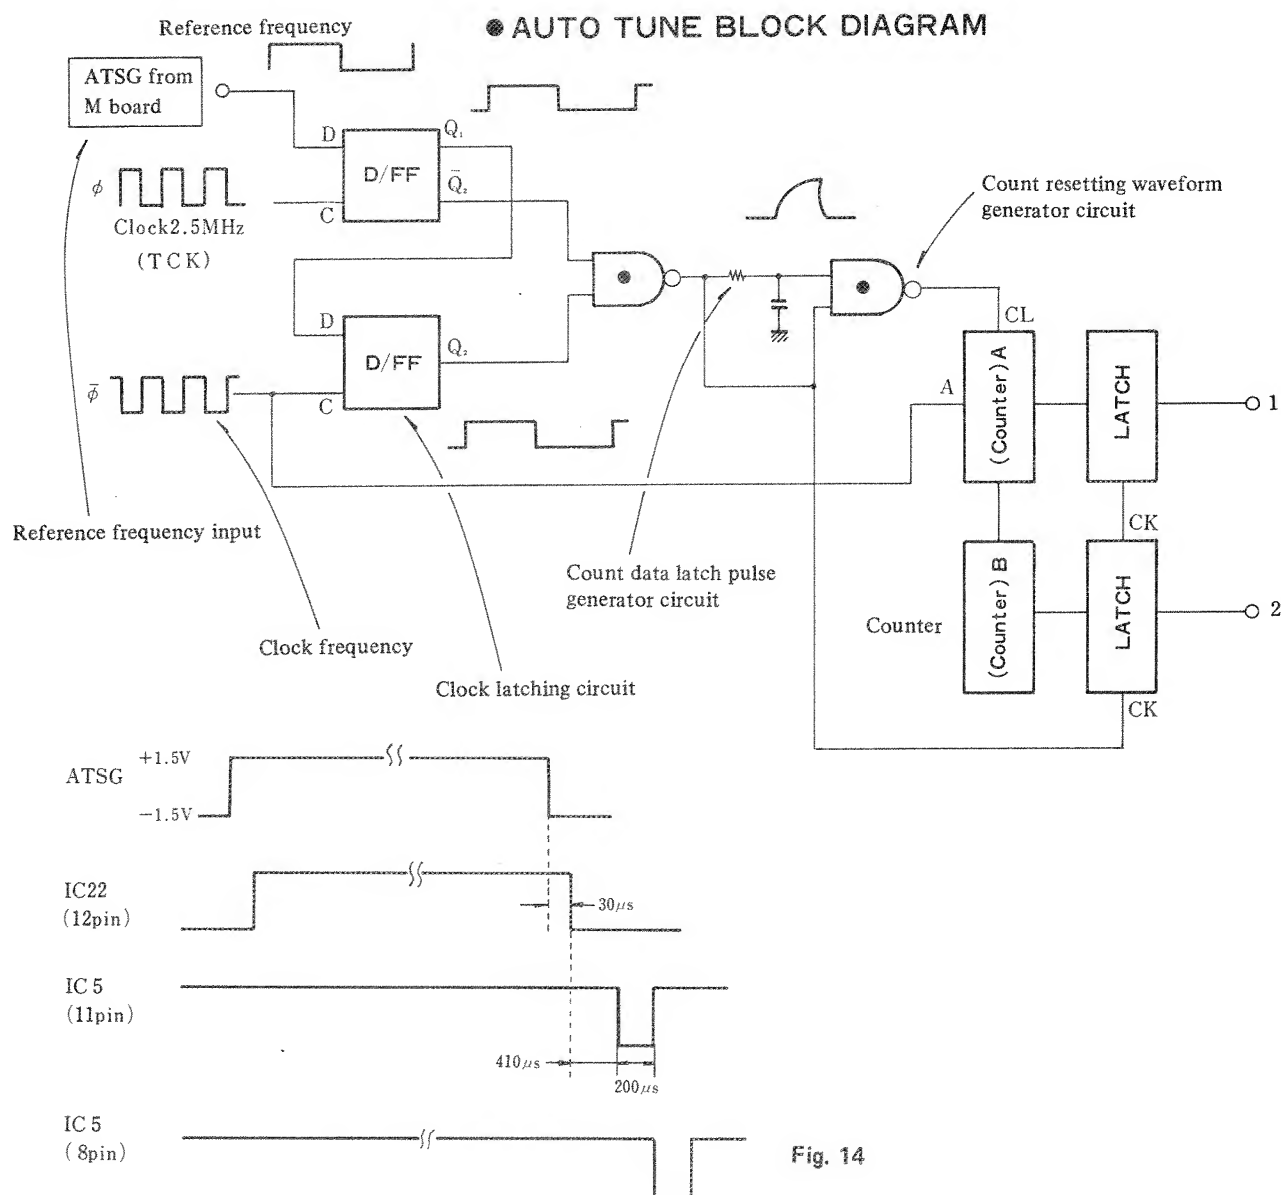 ● AUTO TUNE BLOCK DIAGRAM
Reference frequency
ATSG from
M board
D
Q₁
D/FF
Q̄₂
C
ϕ
Clock2.5MHz
(TCK)
Count resetting waveform
generator circuit
D
Q₂
D/FF
C
ϕ̄
CL
A
(Counter) A
LATCH
1
CK
Reference frequency input
Count data latch pulse
generator circuit
Counter
(Counter) B
LATCH
2
CK
Clock frequency
Clock latching circuit
ATSG
+1.5V
−1.5V
IC22
(12pin)
30μs
IC 5
(11pin)
410μs
200μs
IC 5
( 8pin)
Fig. 14